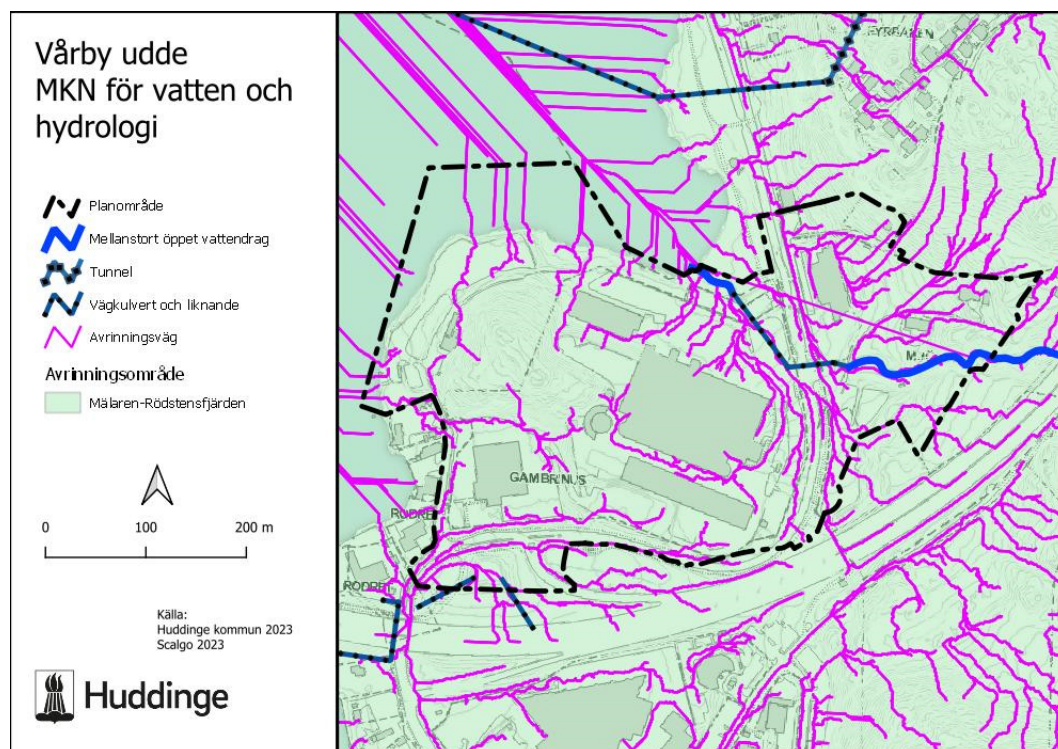 Vårby udde
MKN för vatten och
hydrologi
Planområde
Mellanstort öppet vattendrag
Tunnel
Vägkulvert och liknande
Avrinningsväg
Avrinningsområde
Mälaren-Rödstensfjärden
0 100 200 m
Källa:
Huddinge kommun 2023
Scalgo 2023
Huddinge
GAMBRINUS